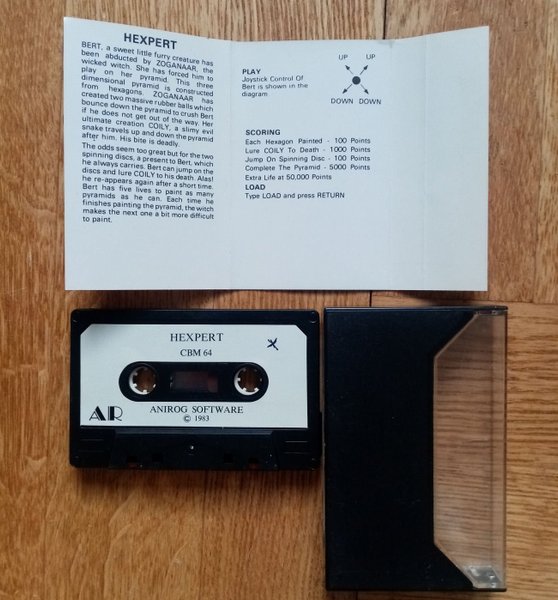 HEXPERT
BERT, a sweet little furry creature has
been abducted by ZOGANAAR, the
wicked witch. She has forced him to
play on her pyramid. This three
dimensional pyramid is constructed
from hexagons. ZOGANAAR has
created two massive rubber balls which
bounce down the pyramid to crush Bert
if he does not get out of the way. Her
ultimate creation COILY, a slimy evil
snake travels up and down the pyramid
after him. His bite is deadly.
The odds seem too great but for the two
spinning discs, a present to Bert, which
he always carries. Bert can jump on the
discs and lure COILY to his death. Alas!
he re-appears again after a short time.
Bert has five lives to paint as many
pyramids as he can. Each time he
finishes painting the pyramid, the witch
makes the next one a bit more difficult
to paint.
PLAY
Joystick Control Of
Bert is shown in the
diagram
UP UP
DOWN DOWN
SCORING
Each Hexagon Painted - 100 Points
Lure COILY To Death - 1000 Points
Jump On Spinning Disc - 100 Points
Complete The Pyramid - 5000 Points
Extra Life at 50,000 Points
LOAD
Type LOAD and press RETURN
HEXPERT
CBM 64
AR
ANIROG SOFTWARE
© 1983